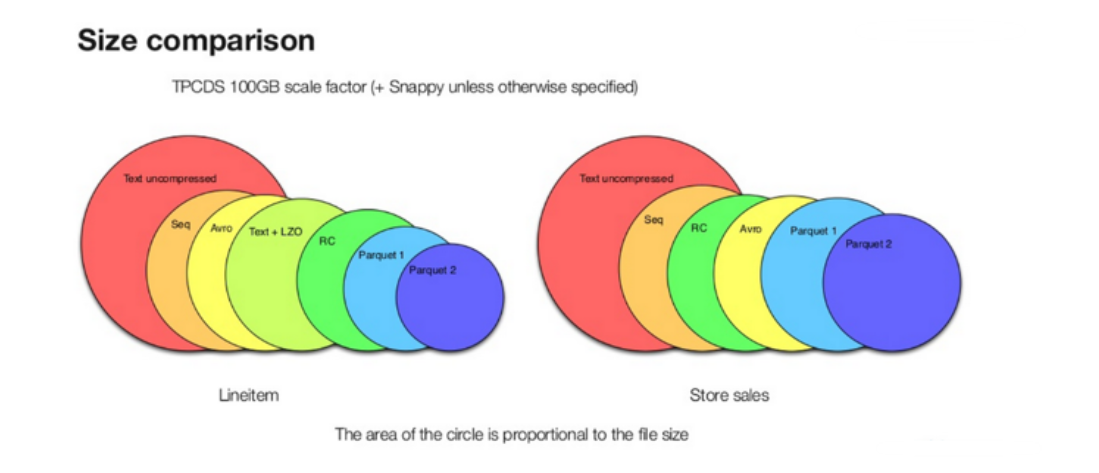 Size comparison
TPCDS 100GB scale factor (+ Snappy unless otherwise specified)
Text uncompressed
Seq
Avro
Text + LZO
RC
Parquet 1
Parquet 2
Lineitem
Text uncompressed
Seq
RC
Avro
Parquet 1
Parquet 2
Store sales
The area of the circle is proportional to the file size